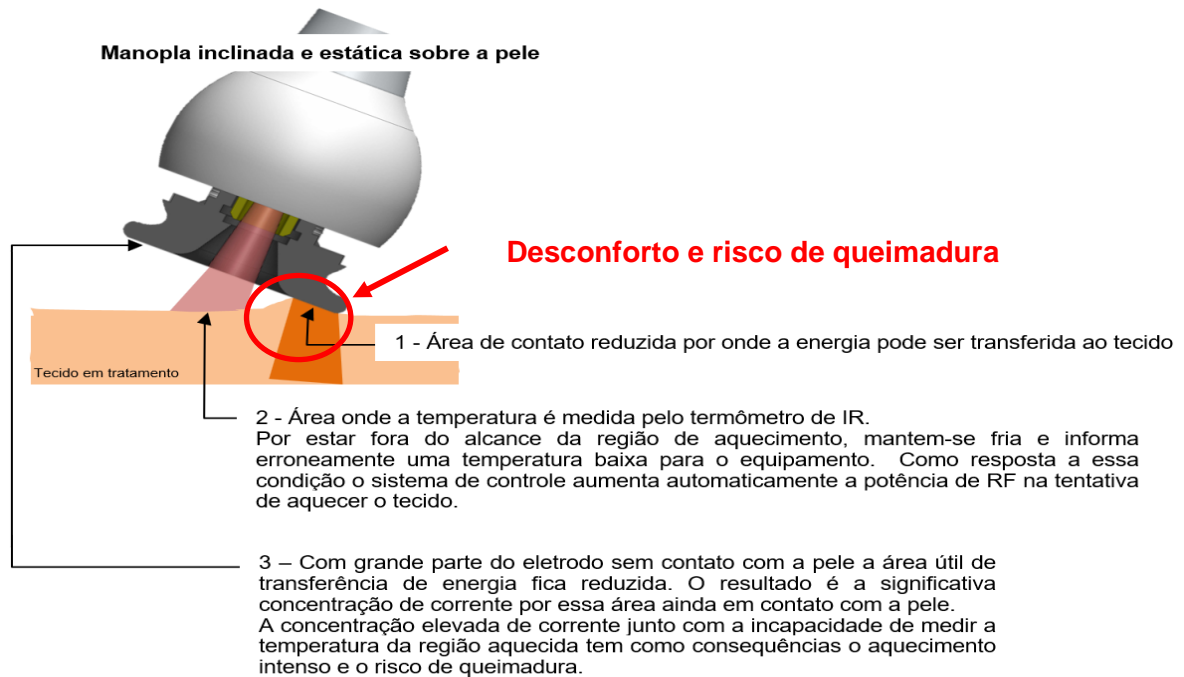 Manopla inclinada e estática sobre a pele
Desconforto e risco de queimadura
1 - Área de contato reduzida por onde a energia pode ser transferida ao tecido
Tecido em tratamento
2 - Área onde a temperatura é medida pelo termômetro de IR.
Por estar fora do alcance da região de aquecimento, mantem-se fria e informa
erroneamente uma temperatura baixa para o equipamento. Como resposta a essa
condição o sistema de controle aumenta automaticamente a potência de RF na tentativa
de aquecer o tecido.
3 – Com grande parte do eletrodo sem contato com a pele a área útil de
transferência de energia fica reduzida. O resultado é a significativa
concentração de corrente por essa área ainda em contato com a pele.
A concentração elevada de corrente junto com a incapacidade de medir a
temperatura da região aquecida tem como consequências o aquecimento
intenso e o risco de queimadura.